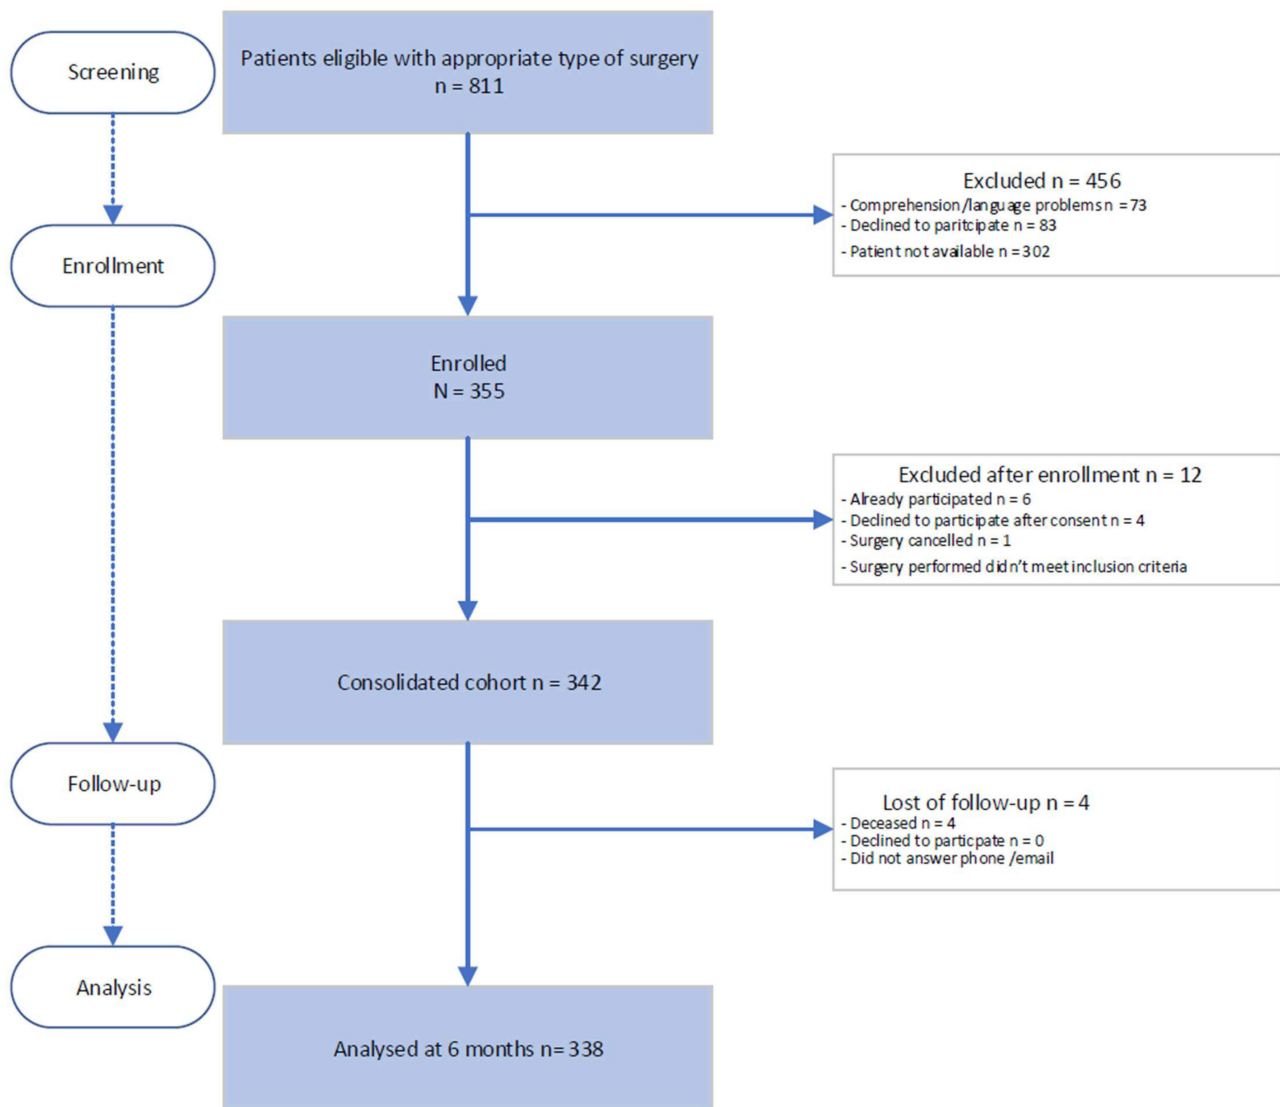 Screening
Patients eligible with appropriate type of surgery
n = 811
Excluded n = 456
- Comprehension/language problems n = 73
- Declined to paritcipate n = 83
- Patient not available n = 302
Enrollment
Enrolled
N = 355
Excluded after enrollment n = 12
- Already participated n = 6
- Declined to participate after consent n = 4
- Surgery cancelled n = 1
- Surgery performed didn't meet inclusion criteria
Consolidated cohort n = 342
Follow-up
Lost of follow-up n = 4
- Deceased n = 4
- Declined to particpate n = 0
- Did not answer phone /email
Analysis
Analysed at 6 months n= 338